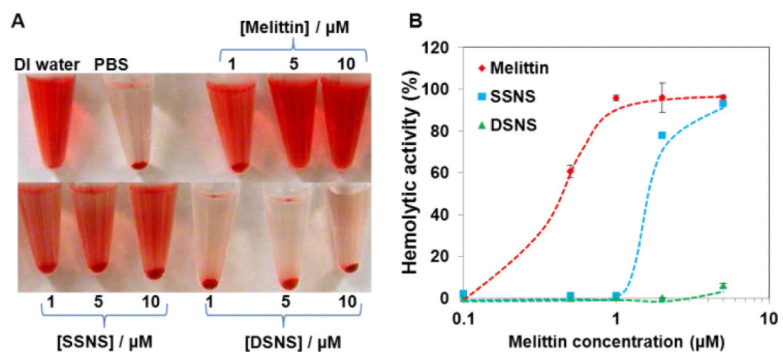 A
[Melittin] / μM
DI water PBS 1 5 10
1 5 10 1 5 10
[SSNS] / μM [DSNS] / μM
B
Hemolytic activity (%)
120
100
80
60
40
20
0
Melittin
SSNS
DSNS
0.1 1 10
Melittin concentration (μM)